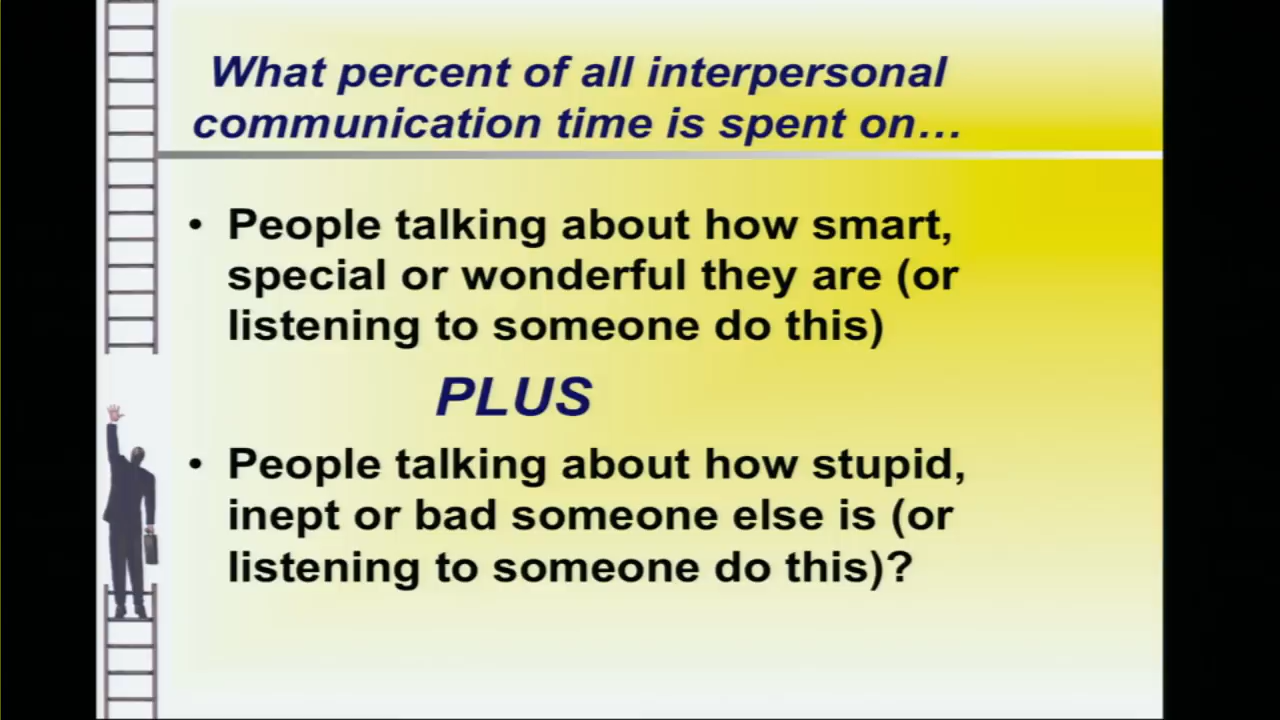 What percent of all interpersonal
communication time is spent on…
• People talking about how smart,
special or wonderful they are (or
listening to someone do this)
PLUS
• People talking about how stupid,
inept or bad someone else is (or
listening to someone do this)?